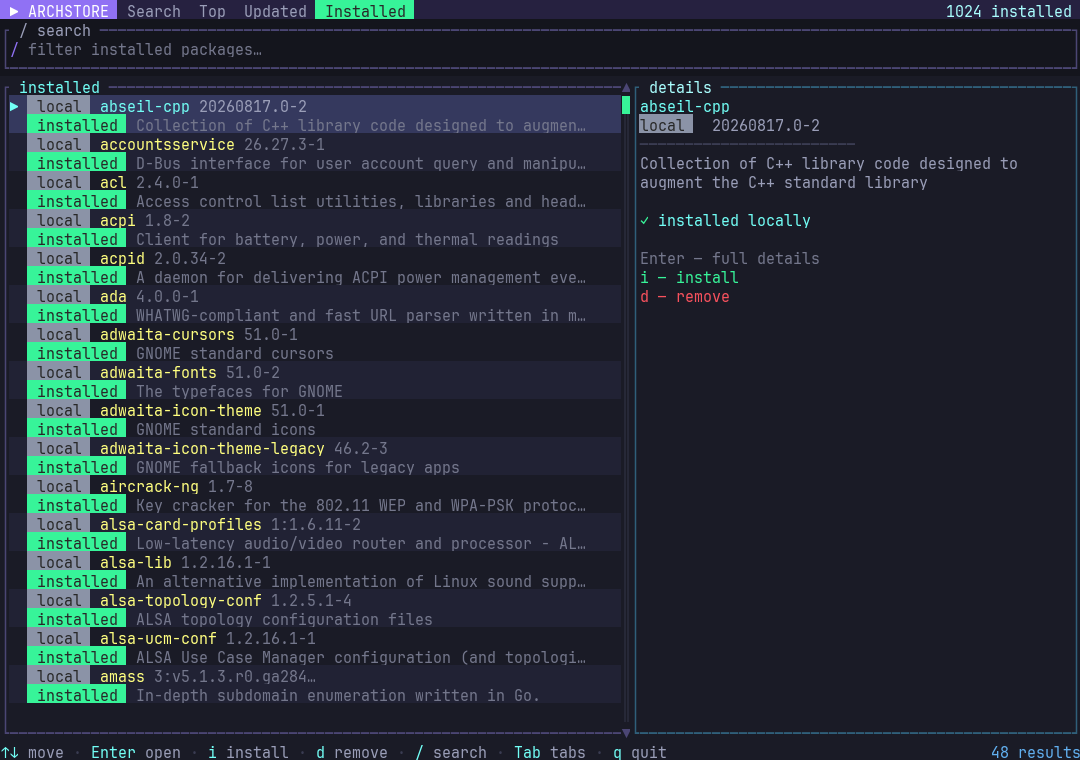 ▶ ARCHSTORE Search Top Updated Installed 1024 installed
/ search
/ filter installed packages…
installed
▶ local abseil-cpp 20260817.0-2
installed Collection of C++ library code designed to augmen…
local accountsservice 26.27.3-1
installed D-Bus interface for user account query and manipu…
local acl 2.4.0-1
installed Access control list utilities, libraries and head…
local acpi 1.8-2
installed Client for battery, power, and thermal readings
local acpid 2.0.34-2
installed A daemon for delivering ACPI power management eve…
local ada 4.0.0-1
installed WHATWG-compliant and fast URL parser written in m…
local adwaita-cursors 51.0-1
installed GNOME standard cursors
local adwaita-fonts 51.0-2
installed The typefaces for GNOME
local adwaita-icon-theme 51.0-1
installed GNOME standard icons
local adwaita-icon-theme-legacy 46.2-3
installed GNOME fallback icons for legacy apps
local aircrack-ng 1.7-8
installed Key cracker for the 802.11 WEP and WPA-PSK protoc…
local alsa-card-profiles 1:1.6.11-2
installed Low-latency audio/video router and processor - AL…
local alsa-lib 1.2.16.1-1
installed An alternative implementation of Linux sound supp…
local alsa-topology-conf 1.2.5.1-4
installed ALSA topology configuration files
local alsa-ucm-conf 1.2.16.1-1
installed ALSA Use Case Manager configuration (and topologi…
local amass 3:v5.1.3.r0.ga284…
installed In-depth subdomain enumeration written in Go.
details
abseil-cpp
local 20260817.0-2
Collection of C++ library code designed to
augment the C++ standard library
✓ installed locally
Enter — full details
i — install
d — remove
↑↓ move · Enter open · i install · d remove · / search · Tab tabs · q quit 48 results